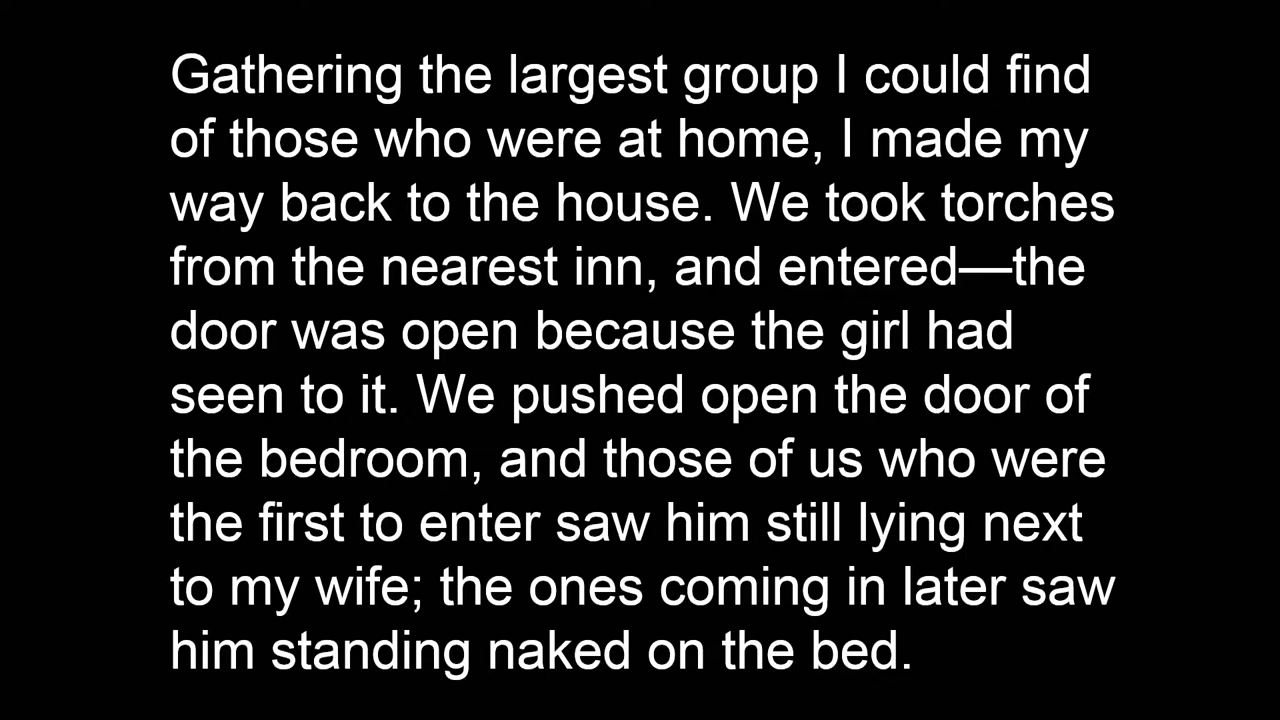 Gathering the largest group I could find
of those who were at home, I made my
way back to the house. We took torches
from the nearest inn, and entered—the
door was open because the girl had
seen to it. We pushed open the door of
the bedroom, and those of us who were
the first to enter saw him still lying next
to my wife; the ones coming in later saw
him standing naked on the bed.